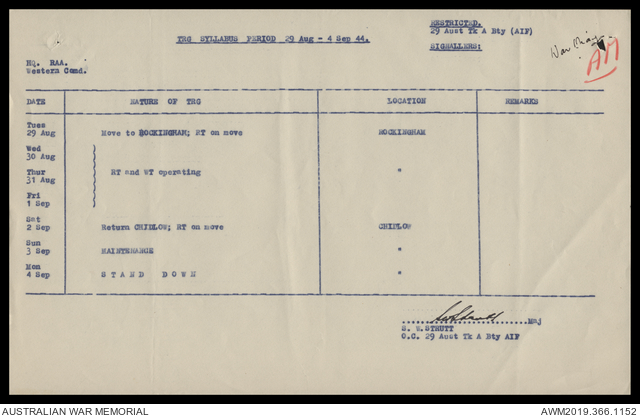 RESTRICTED.
TRG SYLLABUS PERIOD 29 Aug - 4 Sep 44.
29 Aust Tk A Bty (AIF)
SIGNALLERS:
War Diary
AM
HQ. RAA.
Western Comd.
DATE NATURE OF TRG LOCATION REMARKS
Tues
29 Aug Move to ROCKINGHAM; RT on move ROCKINGHAM
Wed
30 Aug
Thur RT and WT operating "
31 Aug
Fri
1 Sep
Sat
2 Sep Return CHIDLOW; RT on move CHIDLOW
Sun
3 Sep MAINTENANCE "
Mon
4 Sep S T A N D D O W N "
Maj
S. W. STRUTT
O.C. 29 Aust Tk A Bty AIF
AUSTRALIAN WAR MEMORIAL AWM2019.366.1152